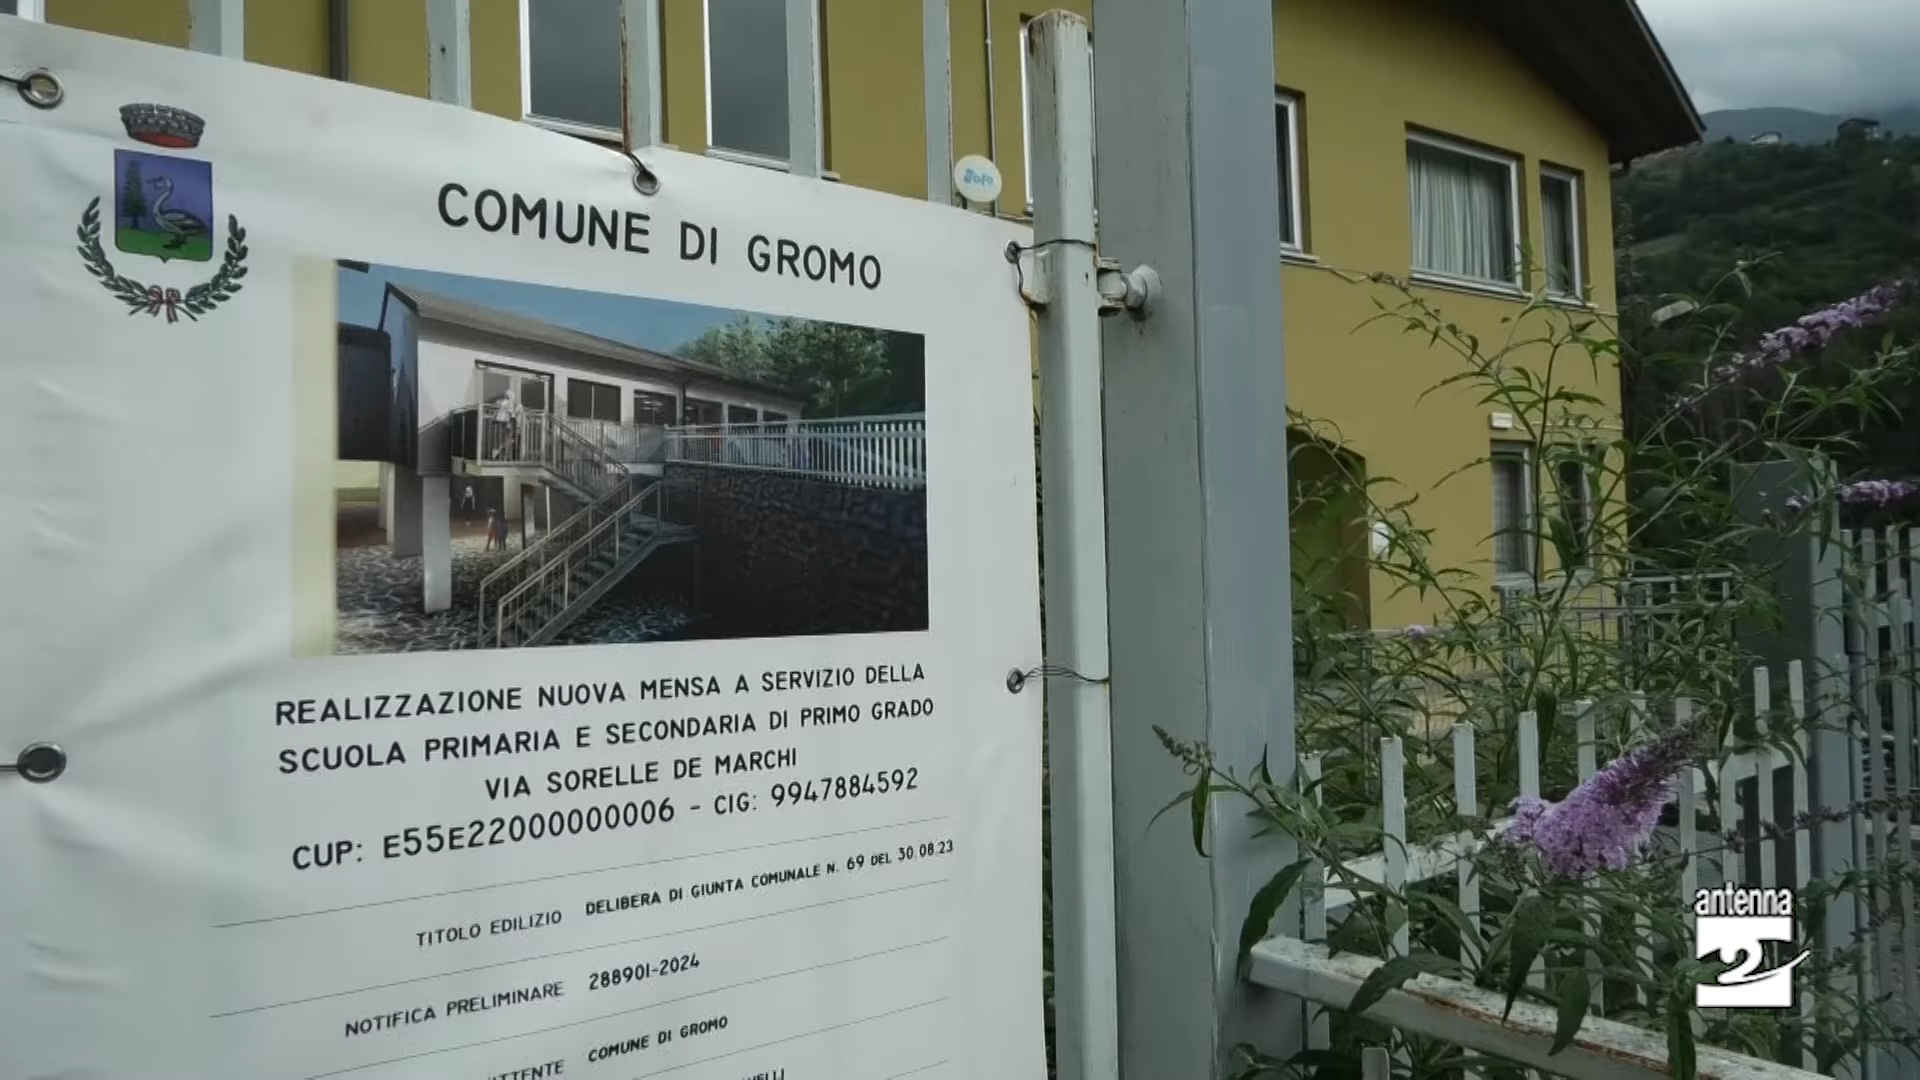 COMUNE DI GROMO
REALIZZAZIONE NUOVA MENSA A SERVIZIO DELLA
SCUOLA PRIMARIA E SECONDARIA DI PRIMO GRADO
VIA SORELLE DE MARCHI
CUP: E55E22000000006 - CIG: 9947884592
TITOLO EDILIZIO DELIBERA DI GIUNTA COMUNALE N. 69 DEL 30.08.23
NOTIFICA PRELIMINARE 288901-2024
COMUNE DI GROMO
antenna
2